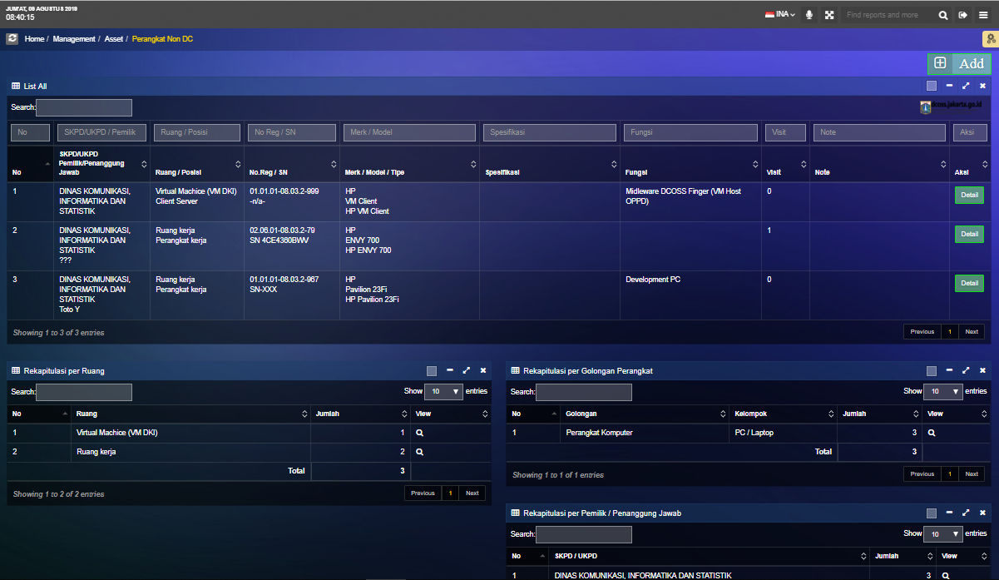 JUM'AT, 09 AGUSTUS 2019
08:40:15
INA
Find reports and more
Home / Management / Asset / Perangkat Non DC
Add
List All
Search:
dcoss.jakarta.go.id
No SKPD/UKPD / Pemilik Ruang / Posisi No Reg / SN Merk / Model Spesifikasi Fungsi Visit Note Aksi
SKPD/UKPD
Pemilik/Penanggung
No Jawab Ruang / Posisi No.Reg / SN Merk / Model / Tipe Spesifikasi Fungsi Visit Note Aksi
1 DINAS KOMUNIKASI, Virtual Machine (VM DKI) 01.01.01-08.03.2-999 HP Midleware DCOSS Finger (VM Host 0 Detail
INFORMATIKA DAN Client Server -n/a- VM Client OPPD)
STATISTIK HP VM Client
2 DINAS KOMUNIKASI, Ruang kerja 02.06.01-08.03.2-79 HP 1 Detail
INFORMATIKA DAN Perangkat kerja SN 4CE4360BWV ENVY 700
STATISTIK HP ENVY 700
???
3 DINAS KOMUNIKASI, Ruang kerja 01.01.01-08.03.2-967 HP Development PC 0 Detail
INFORMATIKA DAN Perangkat kerja SN-XXX Pavilion 23Fi
STATISTIK HP Pavilion 23Fi
Toto Y
Showing 1 to 3 of 3 entries Previous 1 Next
Rekapitulasi per Ruang
Search: Show 10 entries
No Ruang Jumlah View
1 Virtual Machice (VM DKI) 1
2 Ruang kerja 2
Total 3
Showing 1 to 2 of 2 entries Previous 1 Next
Rekapitulasi per Golongan Perangkat
Search: Show 10 entries
No Golongan Kelompok Jumlah View
1 Perangkat Komputer PC / Laptop 3
Total 3
Showing 1 to 1 of 1 entries Previous 1 Next
Rekapitulasi per Pemilik / Penanggung Jawab
Search: Show 10 entries
No SKPD / UKPD Jumlah View
1 DINAS KOMUNIKASI, INFORMATIKA DAN STATISTIK 3